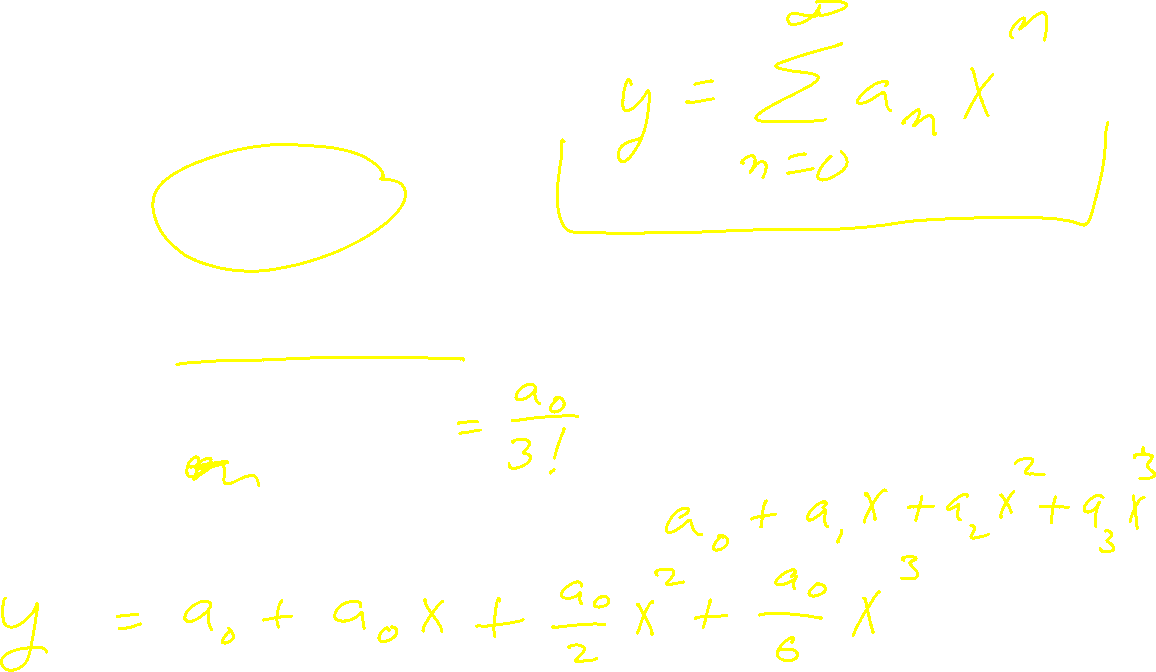 y = ∑_{n=0}^{∞} a_n x^n
= a_0/3!
a_0 + a_1 x + a_2 x^2 + a_3 x^3
y = a_0 + a_0 x + a_0/2 x^2 + a_0/6 x^3